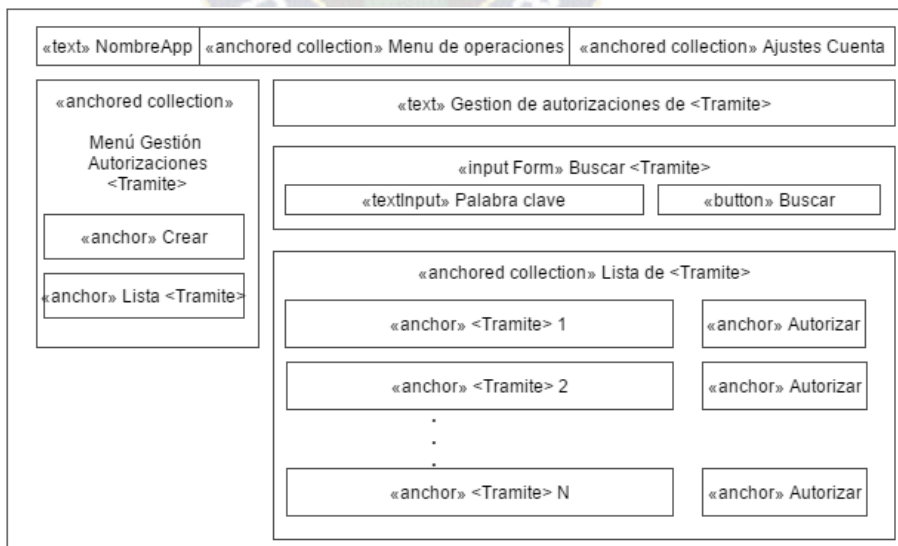 «text» NombreApp «anchored collection» Menu de operaciones «anchored collection» Ajustes Cuenta
«anchored collection»
Menú Gestión
Autorizaciones
<Tramite>
«anchor» Crear
«anchor» Lista <Tramite>
«text» Gestion de autorizaciones de <Tramite>
«input Form» Buscar <Tramite>
«textInput» Palabra clave «button» Buscar
«anchored collection» Lista de <Tramite>
«anchor» <Tramite> 1 «anchor» Autorizar
«anchor» <Tramite> 2 «anchor» Autorizar
.
.
.
«anchor» <Tramite> N «anchor» Autorizar